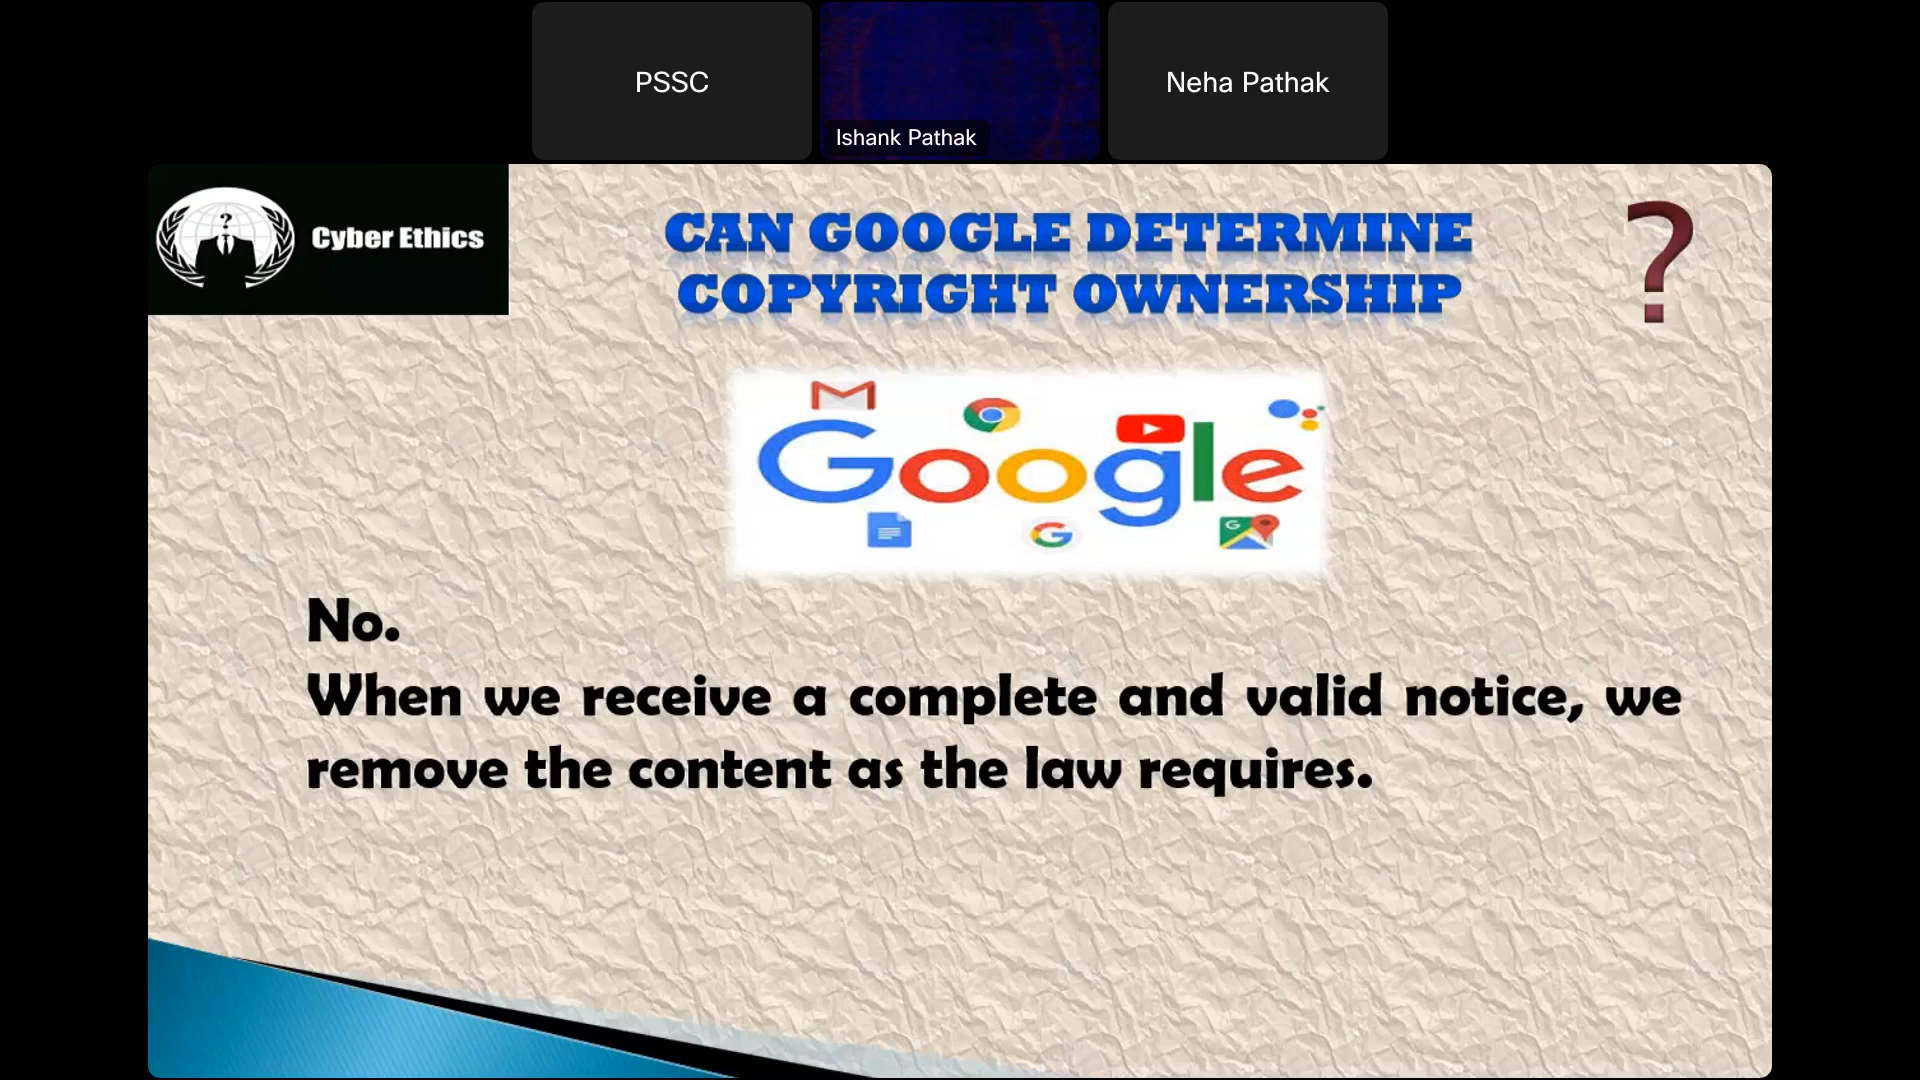 PSSC
Ishank Pathak
Neha Pathak
Cyber Ethics
CAN GOOGLE DETERMINE
COPYRIGHT OWNERSHIP
?
Google
No.
When we receive a complete and valid notice, we
remove the content as the law requires.